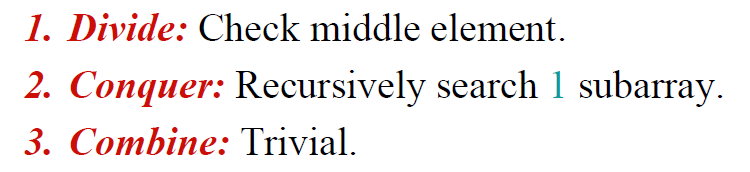 1. Divide: Check middle element.
2. Conquer: Recursively search 1 subarray.
3. Combine: Trivial.